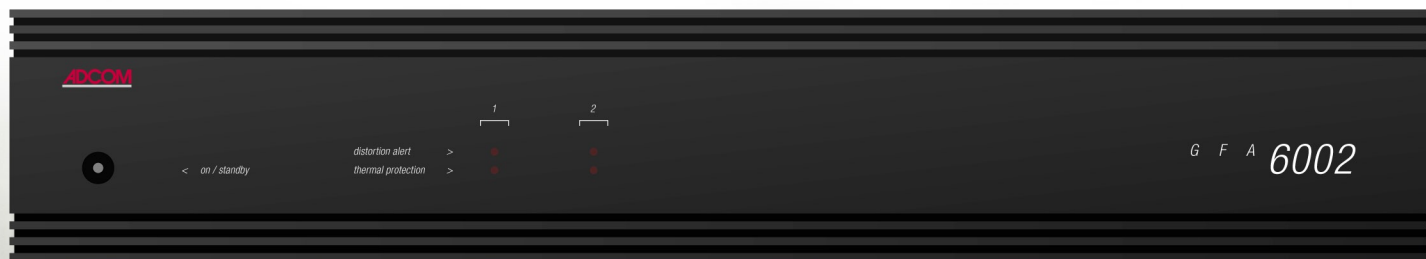 ADCOM
1 2
distortion alert >
< on / standby
thermal protection >
G F A 6002